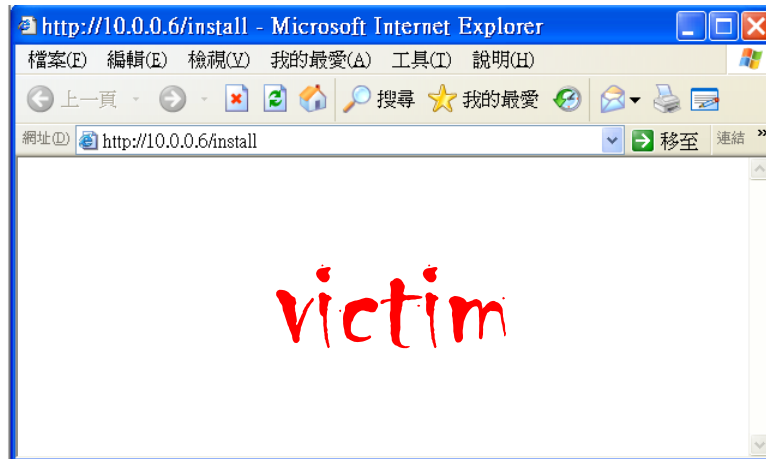 http://10.0.0.6/install - Microsoft Internet Explorer
檔案(F) 編輯(E) 檢視(V) 我的最愛(A) 工具(T) 說明(H)
上一頁 搜尋 我的最愛
網址(D) http://10.0.0.6/install 移至 連結 »
victim